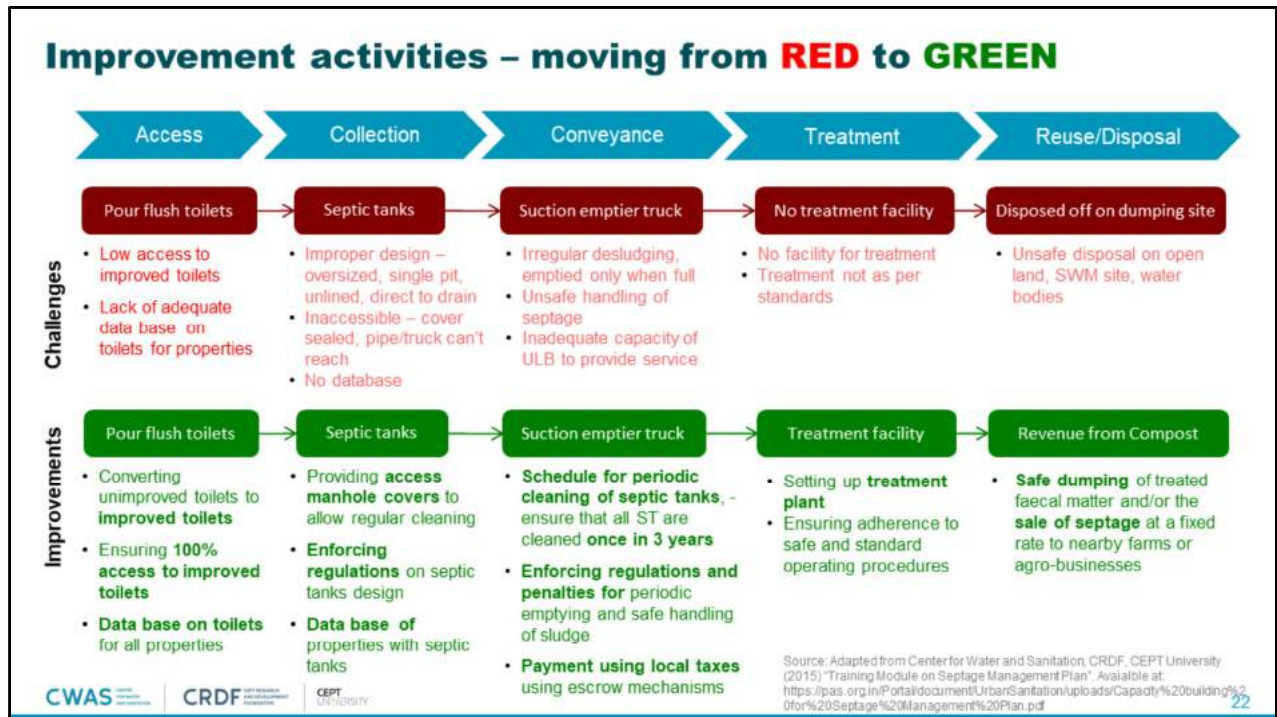 Improvement activities – moving from RED to GREEN
Access
Collection
Conveyance
Treatment
Reuse/Disposal
Challenges
Pour flush toilets
Septic tanks
Suction emptier truck
No treatment facility
Disposed off on dumping site
• Low access to
improved toilets
• Lack of adequate
data base on
toilets for properties
• Improper design –
oversized, single pit,
unlined, direct to drain
• Inaccessible – cover
sealed, pipe/truck can't
reach
• No database
• Irregular desludging,
emptied only when full
• Unsafe handling of
septage
• Inadequate capacity of
ULB to provide service
• No facility for treatment
• Treatment not as per
standards
• Unsafe disposal on open
land, SWM site, water
bodies
Improvements
Pour flush toilets
Septic tanks
Suction emptier truck
Treatment facility
Revenue from Compost
• Converting
unimproved toilets to
improved toilets
• Ensuring 100%
access to improved
toilets
• Data base on toilets
for all properties
• Providing access
manhole covers to
allow regular cleaning
• Enforcing
regulations on septic
tanks design
• Data base of
properties with septic
tanks
• Schedule for periodic
cleaning of septic tanks, -
ensure that all ST are
cleaned once in 3 years
• Enforcing regulations and
penalties for periodic
emptying and safe handling
of sludge
• Payment using local taxes
using escrow mechanisms
• Setting up treatment
plant
• Ensuring adherence to
safe and standard
operating procedures
• Safe dumping of treated
faecal matter and/or the
sale of septage at a fixed
rate to nearby farms or
agro-businesses
Source: Adapted from Center for Water and Sanitation, CRDF, CEPT University
(2015) "Training Module on Septage Management Plan". Avaialble at:
https://pas.org.in/Portal/document/UrbanSanitation/uploads/Capacity%20building%2
0for%20Septage%20Management%20Plan.pdf
CWAS CENTER FOR WATER AND SANITATION
CRDF CEPT RESEARCH AND DEVELOPMENT FOUNDATION
CEPT
UNIVERSITY
22